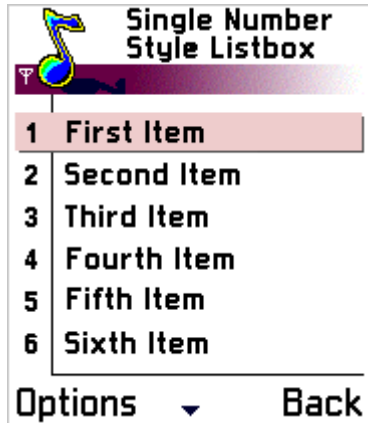 Single Number
Style Listbox
1 First Item
2 Second Item
3 Third Item
4 Fourth Item
5 Fifth Item
6 Sixth Item
Options Back